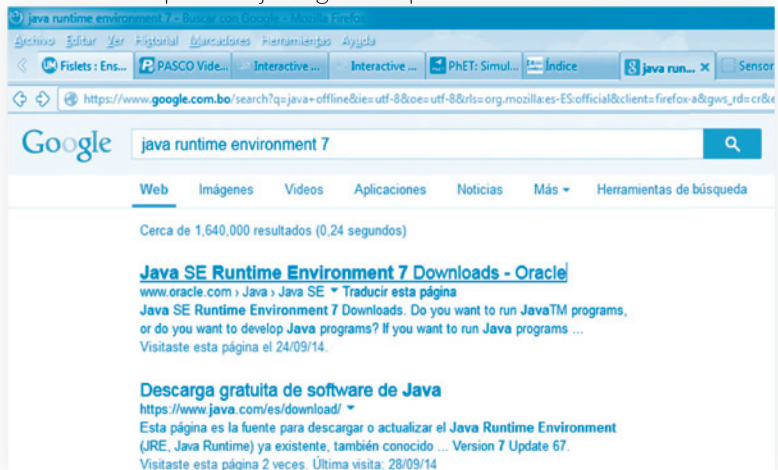 java runtime environment 7 - Buscar con Google - Mozilla Firefox
Archivo Editar Ver Historial Marcadores Herramientas Ayuda
Fislets : Ens... PASCO Vide... Interactive ... Interactive ... PhET: Simul... Índice java run... Sensor
https://www.google.com.bo/search?q=java+offline&ie=utf-8&oe=utf-8&rls=org.mozilla:es-ES:official&client=firefox-a&gws_rd=cr&e
Google java runtime environment 7
Web Imágenes Videos Aplicaciones Noticias Más Herramientas de búsqueda
Cerca de 1,640,000 resultados (0,24 segundos)
Java SE Runtime Environment 7 Downloads - Oracle
www.oracle.com › Java › Java SE Traducir esta página
Java SE Runtime Environment 7 Downloads. Do you want to run JavaTM programs,
or do you want to develop Java programs? If you want to run Java programs ...
Visitaste esta página el 24/09/14.
Descarga gratuita de software de Java
https://www.java.com/es/download/
Esta página es la fuente para descargar o actualizar el Java Runtime Environment
(JRE, Java Runtime) ya existente, también conocido ... Version 7 Update 67.
Visitaste esta página 2 veces. Última visita: 28/09/14